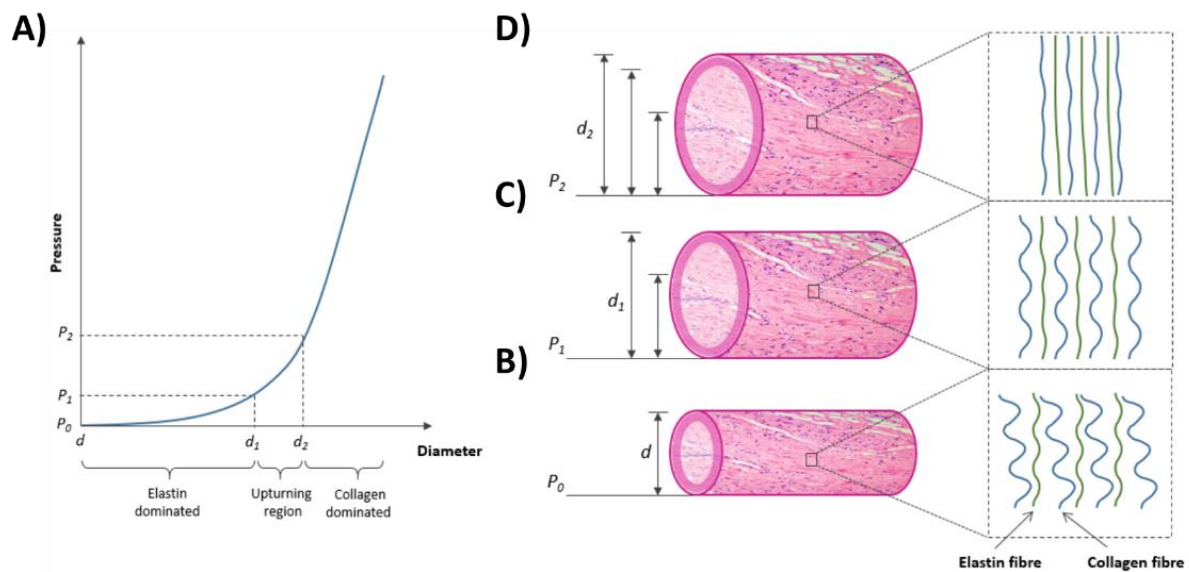 A)
Pressure
P₂
P₁
P₀
d
d₁
d₂
Diameter
Elastin
dominated
Upturning
region
Collagen
dominated
D)
d₂
P₂
C)
d₁
P₁
B)
d
P₀
Elastin fibre
Collagen fibre